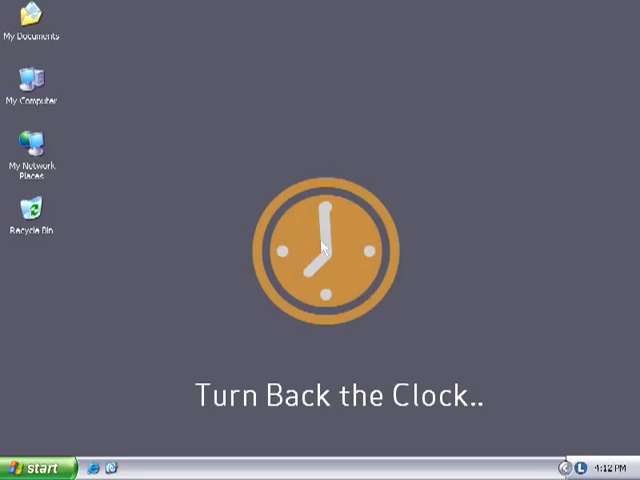 My Documents
My Computer
My Network
Places
Recycle Bin
Turn Back the Clock..
start
L
4:12 PM